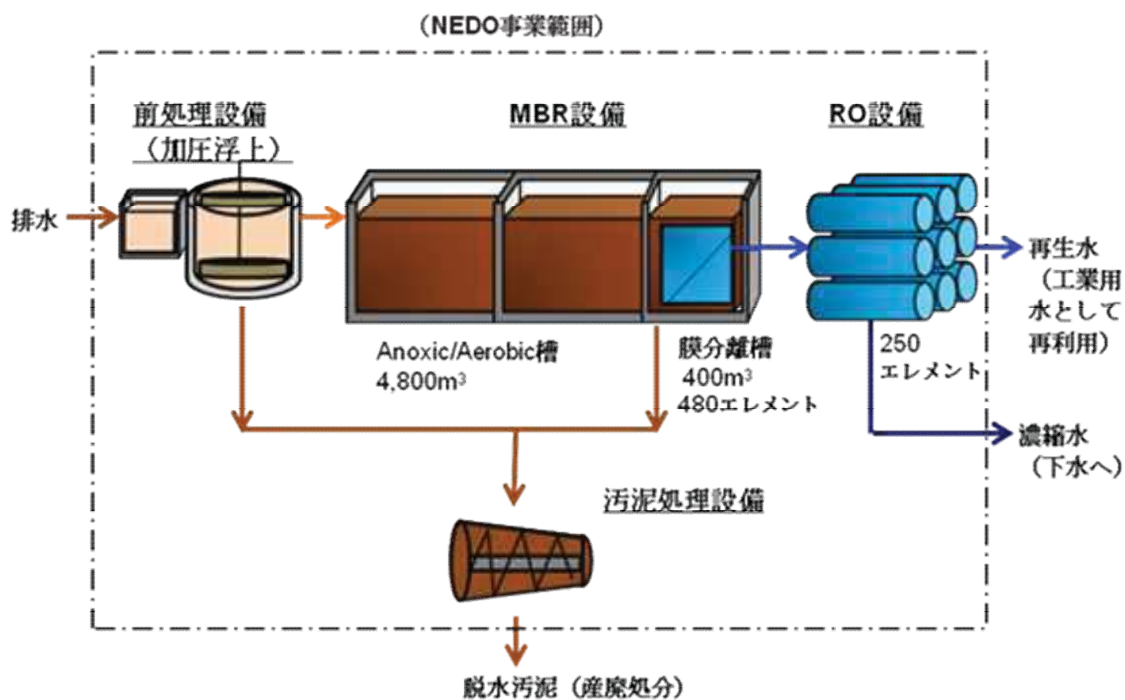 （NEDO事業範囲）
前処理設備
（加圧浮上）
MBR設備
RO設備
排水
再生水
（工業用
水として
再利用）
Anoxic/Aerobic槽
4,800m³
膜分離槽
400m³
480エレメント
250
エレメント
濃縮水
（下水へ）
汚泥処理設備
脱水汚泥（産廃処分）